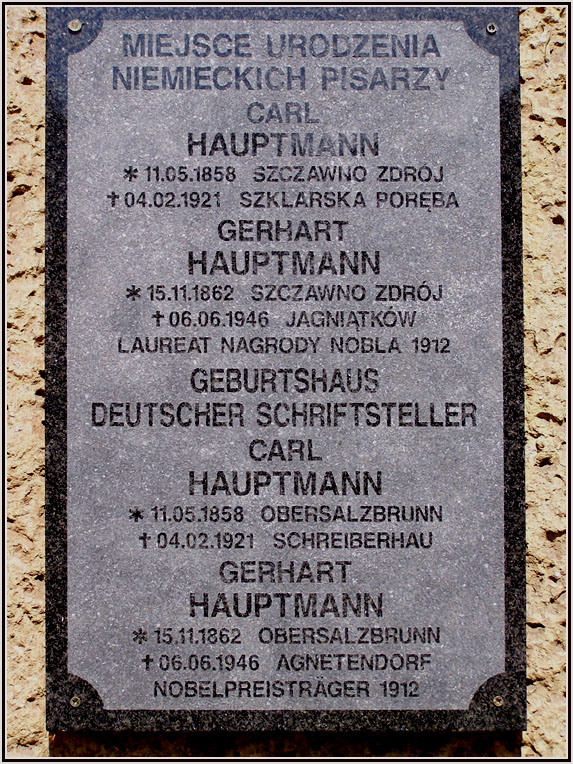 MIEJSCE URODZENIA
NIEMIECKICH PISARZY
CARL
HAUPTMANN
* 11.05.1858 SZCZAWNO ZDRÓJ
† 04.02.1921 SZKLARSKA PORĘBA
GERHART
HAUPTMANN
* 15.11.1862 SZCZAWNO ZDRÓJ
† 06.06.1946 JAGNIĄTKÓW
LAUREAT NAGRODY NOBLA 1912
GEBURTSHAUS
DEUTSCHER SCHRIFTSTELLER
CARL
HAUPTMANN
* 11.05.1858 OBERSALZBRUNN
† 04.02.1921 SCHREIBERHAU
GERHART
HAUPTMANN
* 15.11.1862 OBERSALZBRUNN
† 06.06.1946 AGNETENDORF
NOBELPREISTRÄGER 1912